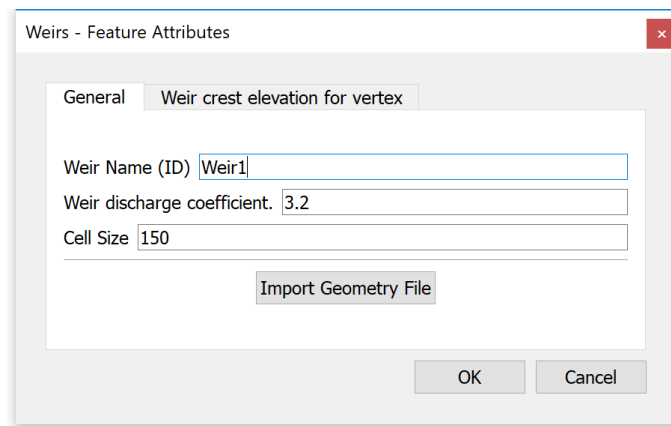 Weirs - Feature Attributes
×
General Weir crest elevation for vertex
Weir Name (ID) Weir1
Weir discharge coefficient. 3.2
Cell Size 150
Import Geometry File
OK Cancel